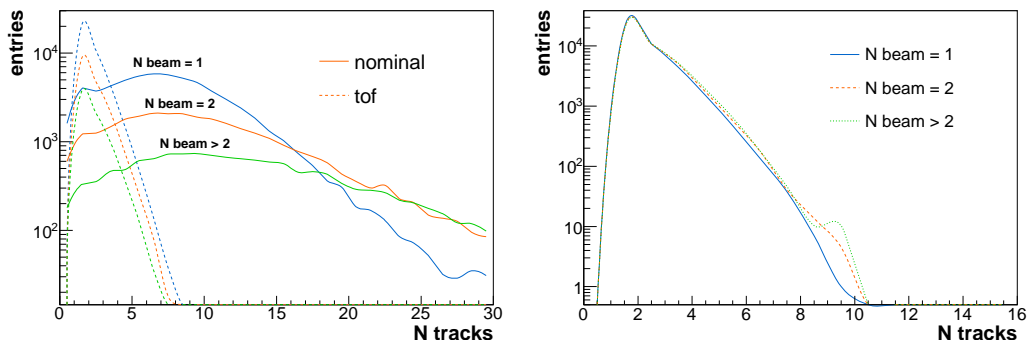 entries
10⁴
10³
10²
N beam = 1
N beam = 2
N beam > 2
nominal
tof
0 5 10 15 20 25 30
N tracks
entries
10⁴
10³
10²
10
1
N beam = 1
N beam = 2
N beam > 2
0 2 4 6 8 10 12 14 16
N tracks